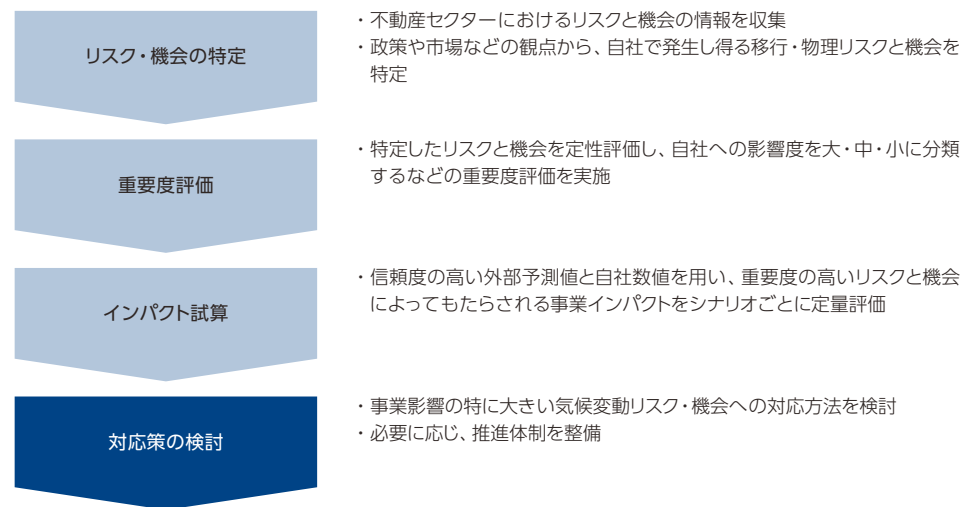 リスク・機会の特定
・不動産セクターにおけるリスクと機会の情報を収集
・政策や市場などの観点から、自社で発生し得る移行・物理リスクと機会を
特定
重要度評価
・特定したリスクと機会を定性評価し、自社への影響度を大・中・小に分類
するなどの重要度評価を実施
インパクト試算
・信頼度の高い外部予測値と自社数値を用い、重要度の高いリスクと機会
によってもたらされる事業インパクトをシナリオごとに定量評価
対応策の検討
・事業影響の特に大きい気候変動リスク・機会への対応方法を検討
・必要に応じ、推進体制を整備